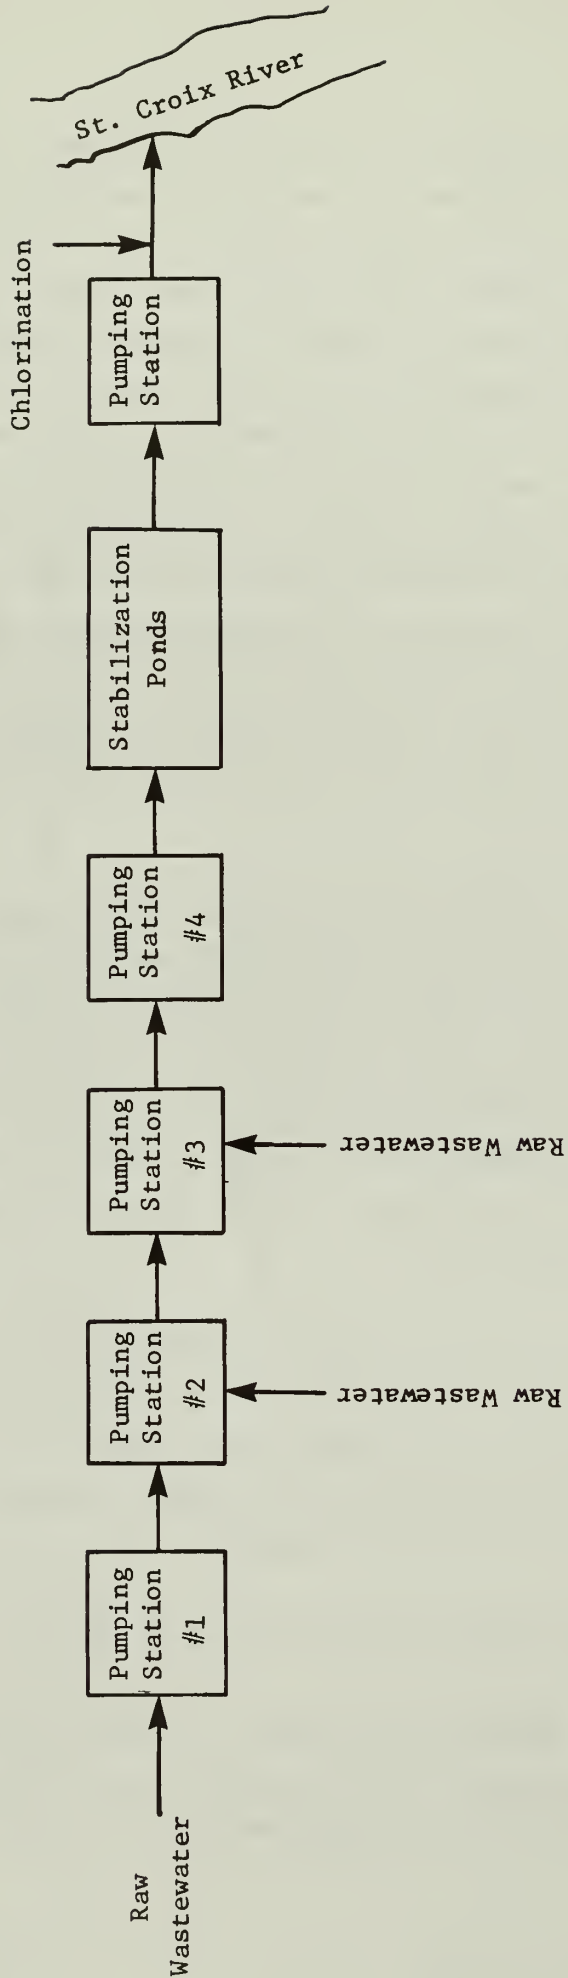 Raw
Wastewater
Pumping
Station
#1
Pumping
Station
#2
Raw Wastewater
Pumping
Station
#3
Raw Wastewater
Pumping
Station
#4
Stabilization
Ponds
Pumping
Station
Chlorination
St. Croix River